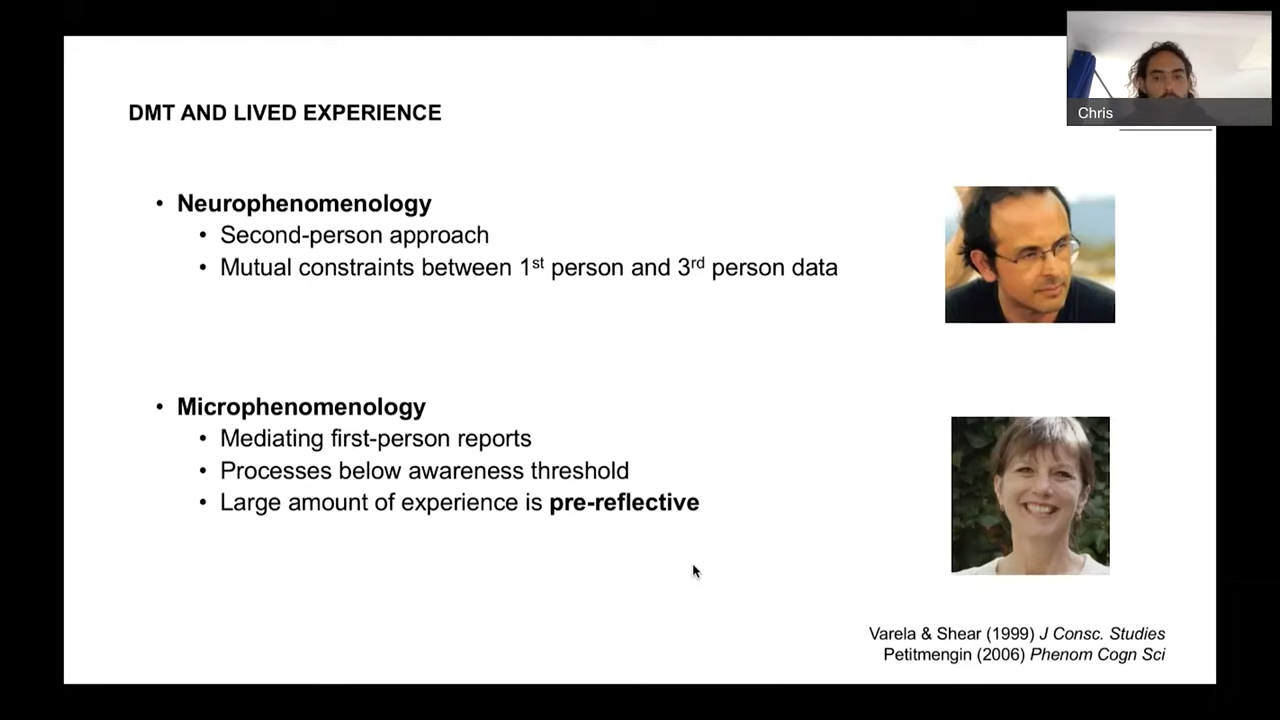 Chris
DMT AND LIVED EXPERIENCE
• Neurophenomenology
• Second-person approach
• Mutual constraints between 1st person and 3rd person data
• Microphenomenology
• Mediating first-person reports
• Processes below awareness threshold
• Large amount of experience is pre-reflective
Varela & Shear (1999) J Consc. Studies
Petitmengin (2006) Phenom Cogn Sci